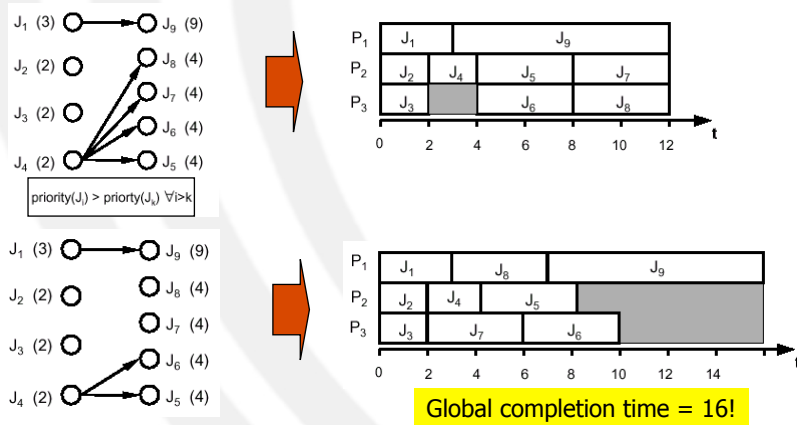 J1 (3) J9 (9)
J2 (2) J8 (4)
J7 (4)
J3 (2) J6 (4)
J4 (2) J5 (4)
priority(Ji) > priorty(Jk) ∀i>k
P1 J1 J9
P2 J2 J4 J5 J7
P3 J3 J6 J8
0 2 4 6 8 10 12 t
J1 (3) J9 (9)
J2 (2) J8 (4)
J7 (4)
J3 (2) J6 (4)
J4 (2) J5 (4)
P1 J1 J8 J9
P2 J2 J4 J5
P3 J3 J7 J6
0 2 4 6 8 10 12 14 t
Global completion time = 16!